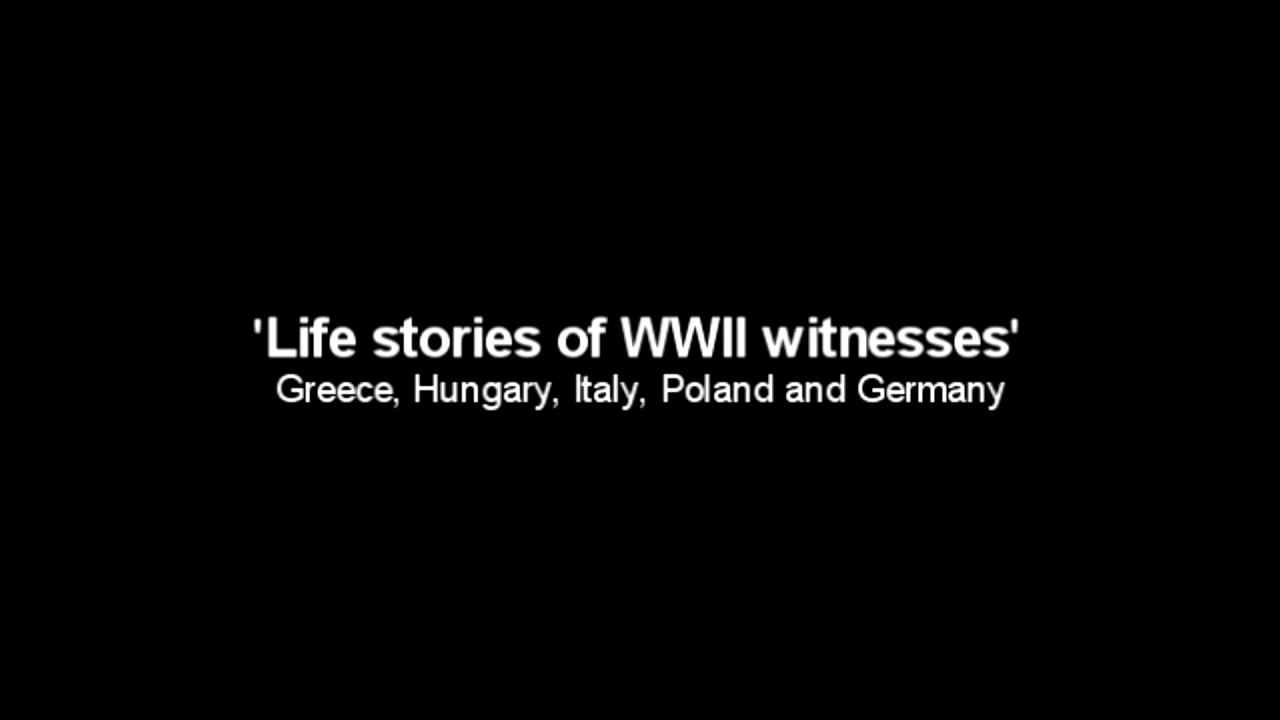 'Life stories of WWII witnesses'
Greece, Hungary, Italy, Poland and Germany